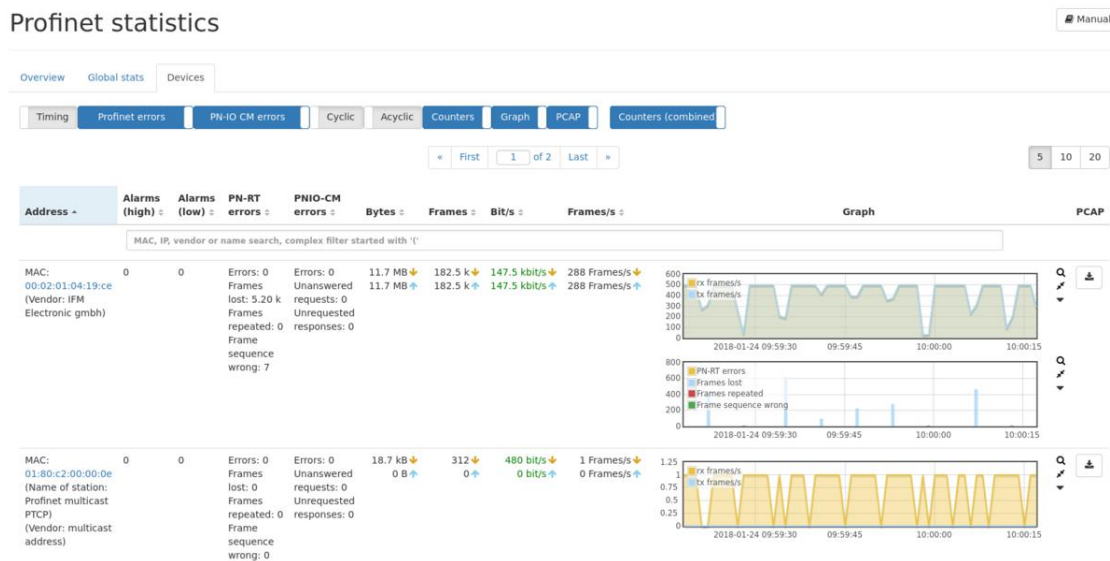 Profinet statistics
Manual
Overview Global stats Devices
Timing Profinet errors PN-IO CM errors Cyclic Acyclic Counters Graph PCAP Counters (combined
« First 1 of 2 Last » 5 10 20
Address Alarms (high) Alarms (low) PN-RT errors PNIO-CM errors Bytes Frames Bit/s Frames/s Graph PCAP
MAC, IP, vendor or name search, complex filter started with '('
MAC:
00:02:01:04:19:ce
(Vendor: IFM
Electronic gmbh)
0
0
Errors: 0
Frames
lost: 5.20 k
Frames
repeated: 0
Frame
sequence
wrong: 7
Errors: 0
Unanswered
requests: 0
Unrequested
responses: 0
11.7 MB 182.5 k 147.5 kbit/s 288 Frames/s
11.7 MB 182.5 k 147.5 kbit/s 288 Frames/s
600
500
400
300
200
100
0
rx frames/s
tx frames/s
2018-01-24 09:59:30 09:59:45 10:00:00 10:00:15
800
600
400
200
0
PN-RT errors
Frames lost
Frames repeated
Frame sequence wrong
2018-01-24 09:59:30 09:59:45 10:00:00 10:00:15
MAC:
01:80:c2:00:00:0e
(Name of station:
Profinet multicast
PTCP)
(Vendor: multicast
address)
0
0
Errors: 0
Frames
lost: 0
Frames
repeated: 0
Frame
sequence
wrong: 0
Errors: 0
Unanswered
requests: 0
Unrequested
responses: 0
18.7 kB 312 480 bit/s 1 Frames/s
0 B 0 0 bit/s 0 Frames/s
1.25
1
0.75
0.5
0.25
0
rx frames/s
tx frames/s
2018-01-24 09:59:30 09:59:45 10:00:00 10:00:15